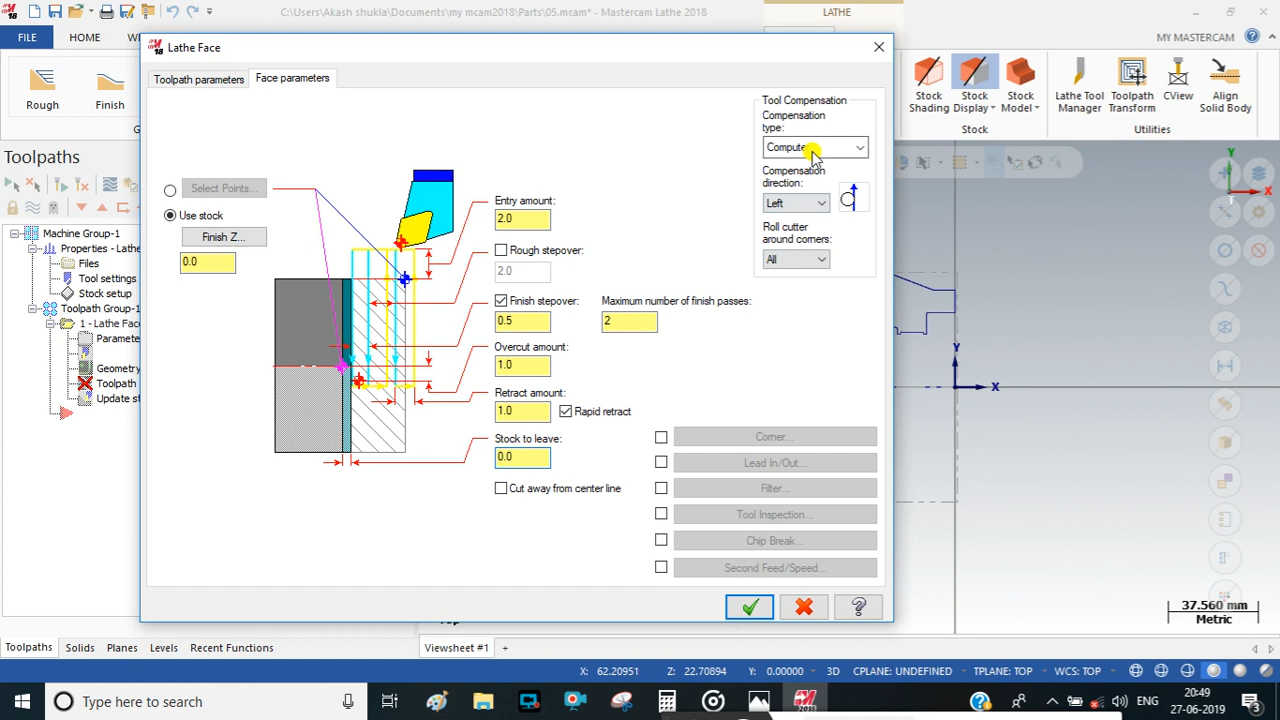 C:\Users\Akash shukla\Documents\my mcam2018\Parts\05.mcam* - Mastercam Lathe 2018
LATHE
FILE
HOME
MY MASTERCAM
Rough
Finish
Stock Shading
Stock Display
Stock Model
Lathe Tool Manager
Toolpath Transform
CView
Align Solid Body
Stock
Utilities
Lathe Face
Toolpath parameters
Face parameters
Tool Compensation
Compensation type:
Computer
Compensation direction:
Left
Roll cutter around corners:
All
Select Points...
Use stock
Finish Z...
0.0
Entry amount:
2.0
Rough stepover:
2.0
Finish stepover:
0.5
Maximum number of finish passes:
2
Overcut amount:
1.0
Retract amount:
1.0
Rapid retract
Stock to leave:
0.0
Cut away from center line
Corner...
Lead In/Out...
Filter...
Tool Inspection...
Chip Break...
Second Feed/Speed...
Toolpaths
Machine Group-1
Properties - Lathe
Files
Tool settings
Stock setup
Toolpath Group-1
1 - Lathe Face
Parameters
Geometry
Toolpath
Update st
Y
X
Y
X
37.560 mm
Metric
Toolpaths
Solids
Planes
Levels
Recent Functions
Viewsheet #1
+
X: 62.20951
Z: 22.70894
Y: 0.00000
3D
CPLANE: UNDEFINED
TPLANE: TOP
WCS: TOP
Type here to search
ENG
20:49
27-06-2019